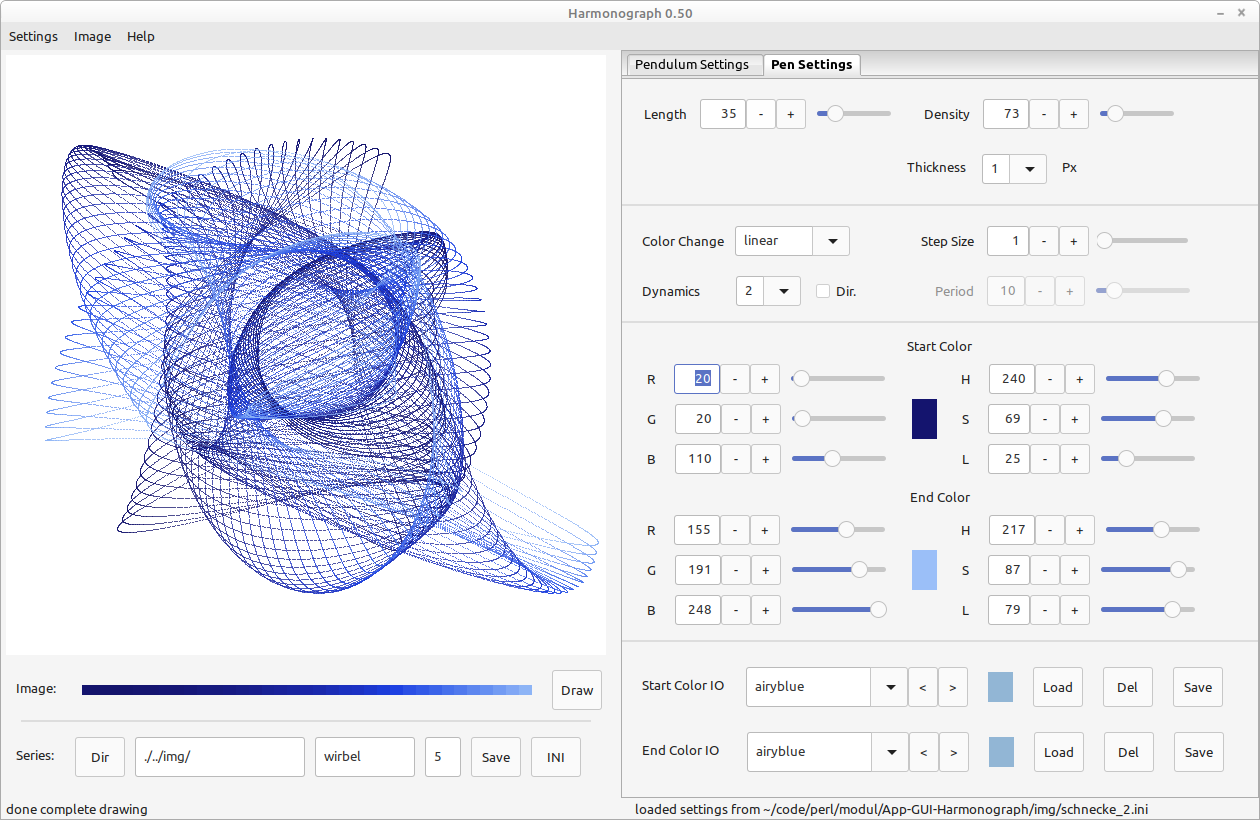 Harmonograph 0.50
Settings Image Help
Pendulum Settings Pen Settings
Length 35 - + Density 73 - +
Thickness 1 Px
Color Change linear Step Size 1 - +
Dynamics 2 Dir. Period 10 - +
Start Color
R 20 - + H 240 - +
G 20 - + S 69 - +
B 110 - + L 25 - +
End Color
R 155 - + H 217 - +
G 191 - + S 87 - +
B 248 - + L 79 - +
Start Color IO airyblue < > Load Del Save
End Color IO airyblue < > Load Del Save
Image: Draw
Series: Dir ./../img/ wirbel 5 Save INI
done complete drawing
loaded settings from ~/code/perl/modul/App-GUI-Harmonograph/img/schnecke_2.ini